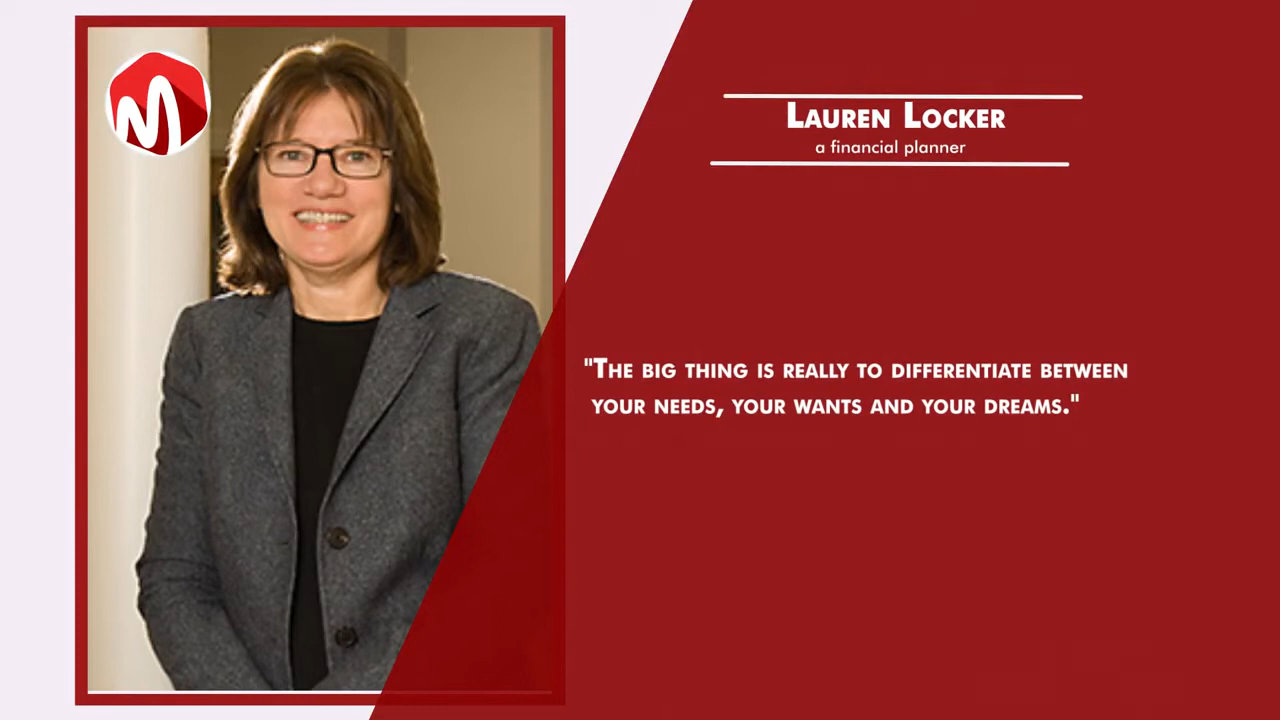 Lauren Locker
a financial planner
"The big thing is really to differentiate between
your needs, your wants and your dreams."